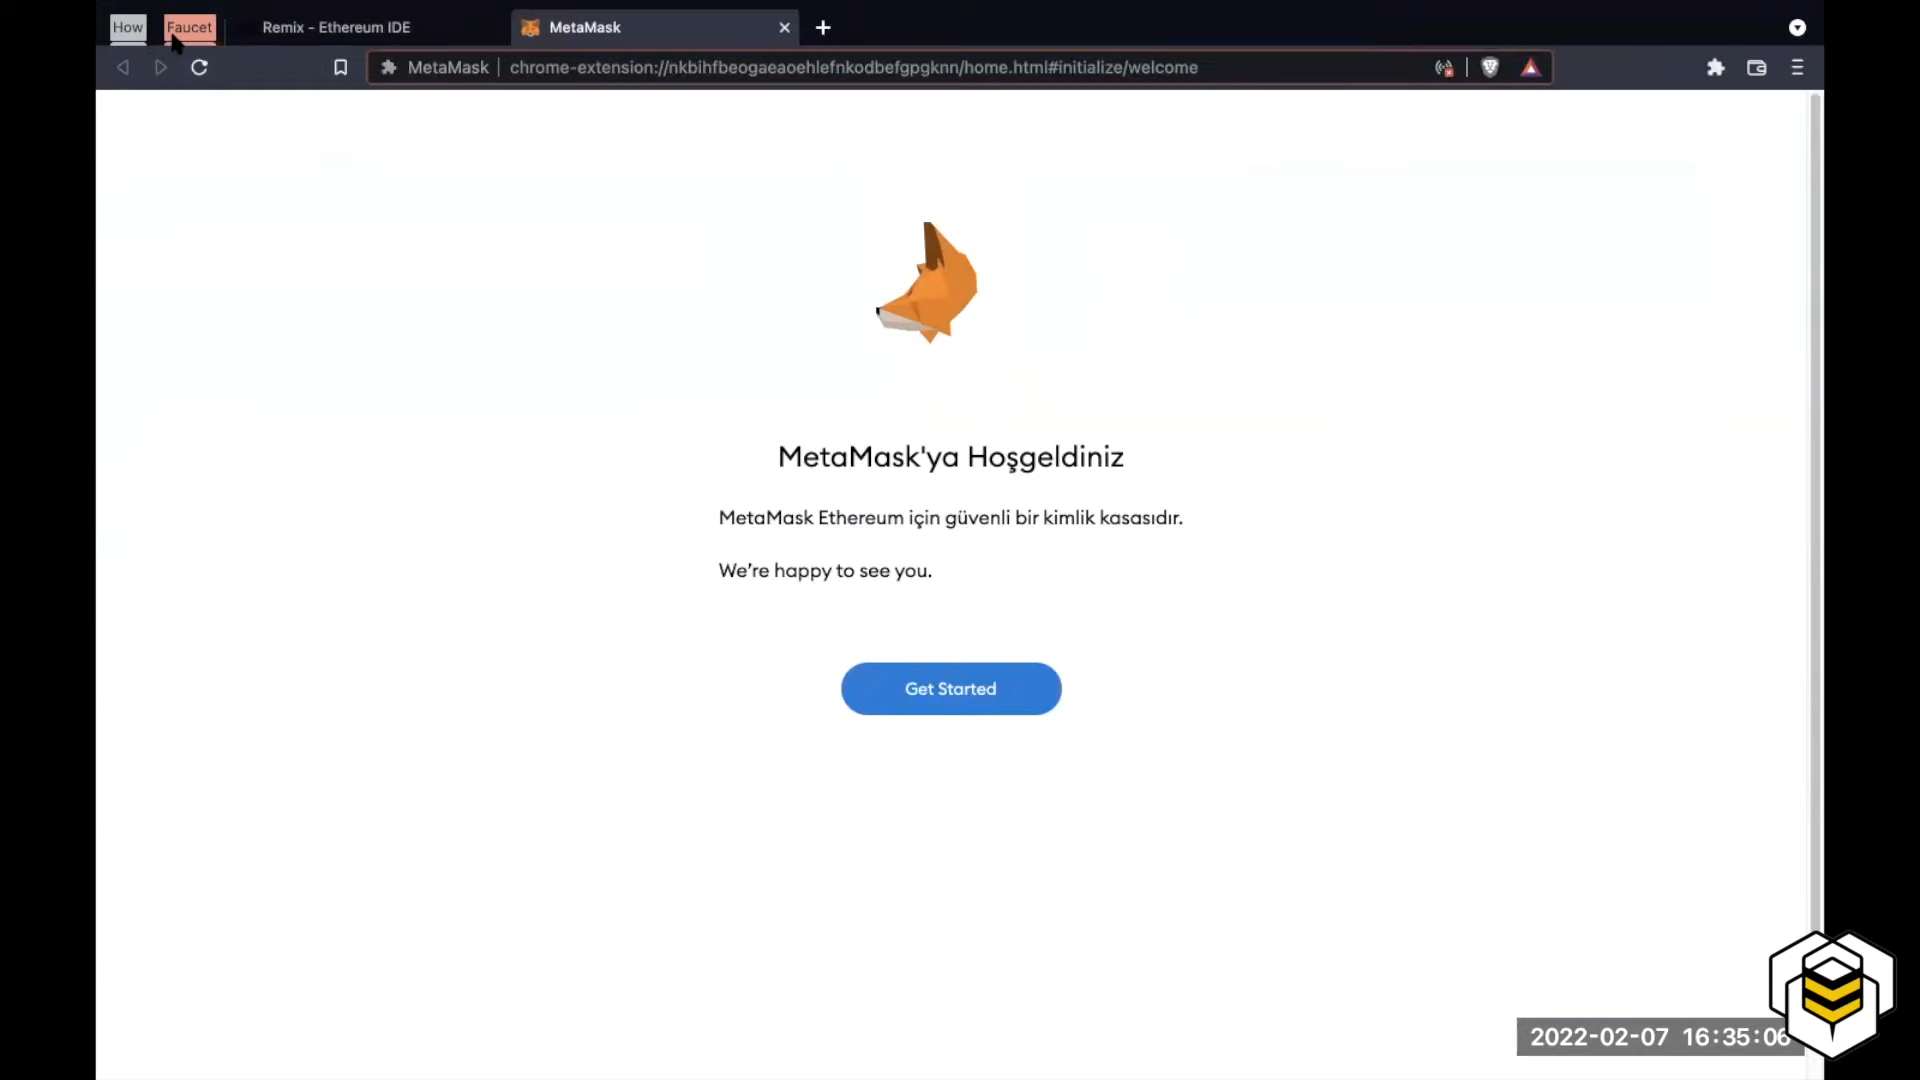 How
Faucet
Remix - Ethereum IDE
MetaMask
MetaMask
chrome-extension://nkbihfbeogaeaoehlefnkodbefgpgknn/home.html#initialize/welcome
MetaMask'ya Hoşgeldiniz
MetaMask Ethereum için güvenli bir kimlik kasasıdır.
We're happy to see you.
Get Started
2022-02-07 16:35:06